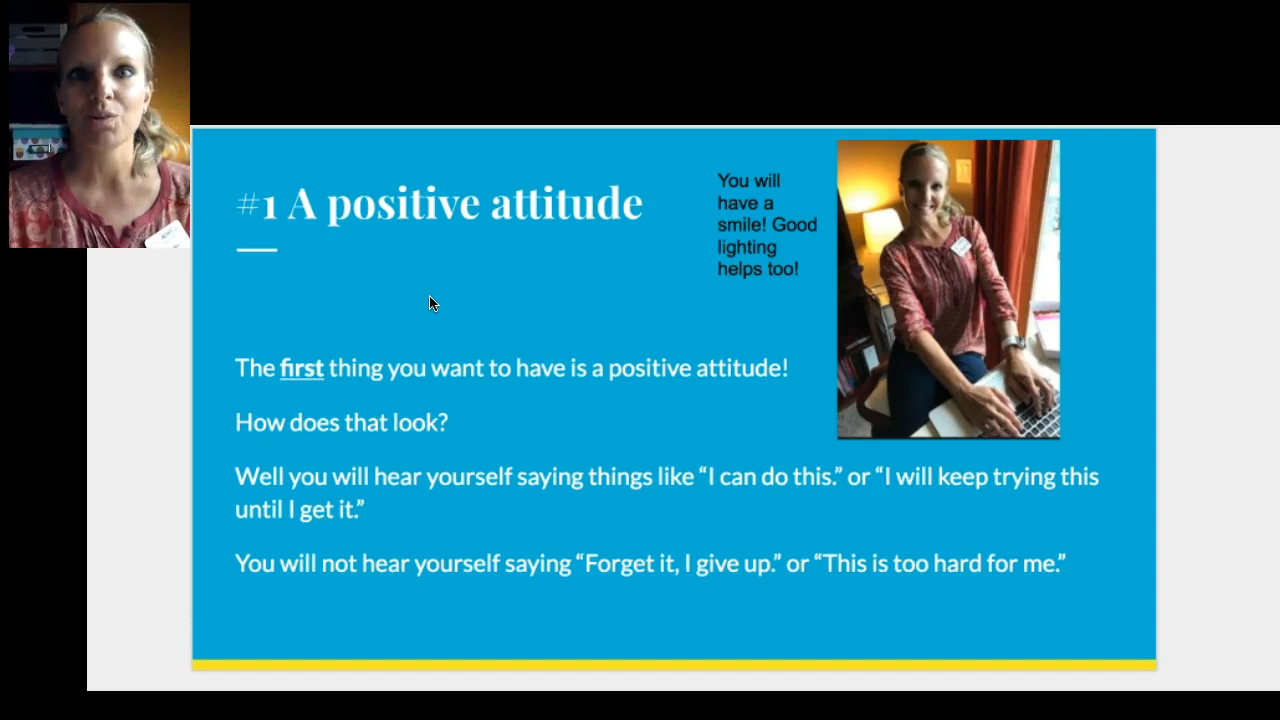 #1 A positive attitude
You will
have a
smile! Good
lighting
helps too!
The first thing you want to have is a positive attitude!
How does that look?
Well you will hear yourself saying things like “I can do this.” or “I will keep trying this
until I get it.”
You will not hear yourself saying “Forget it, I give up.” or “This is too hard for me.”